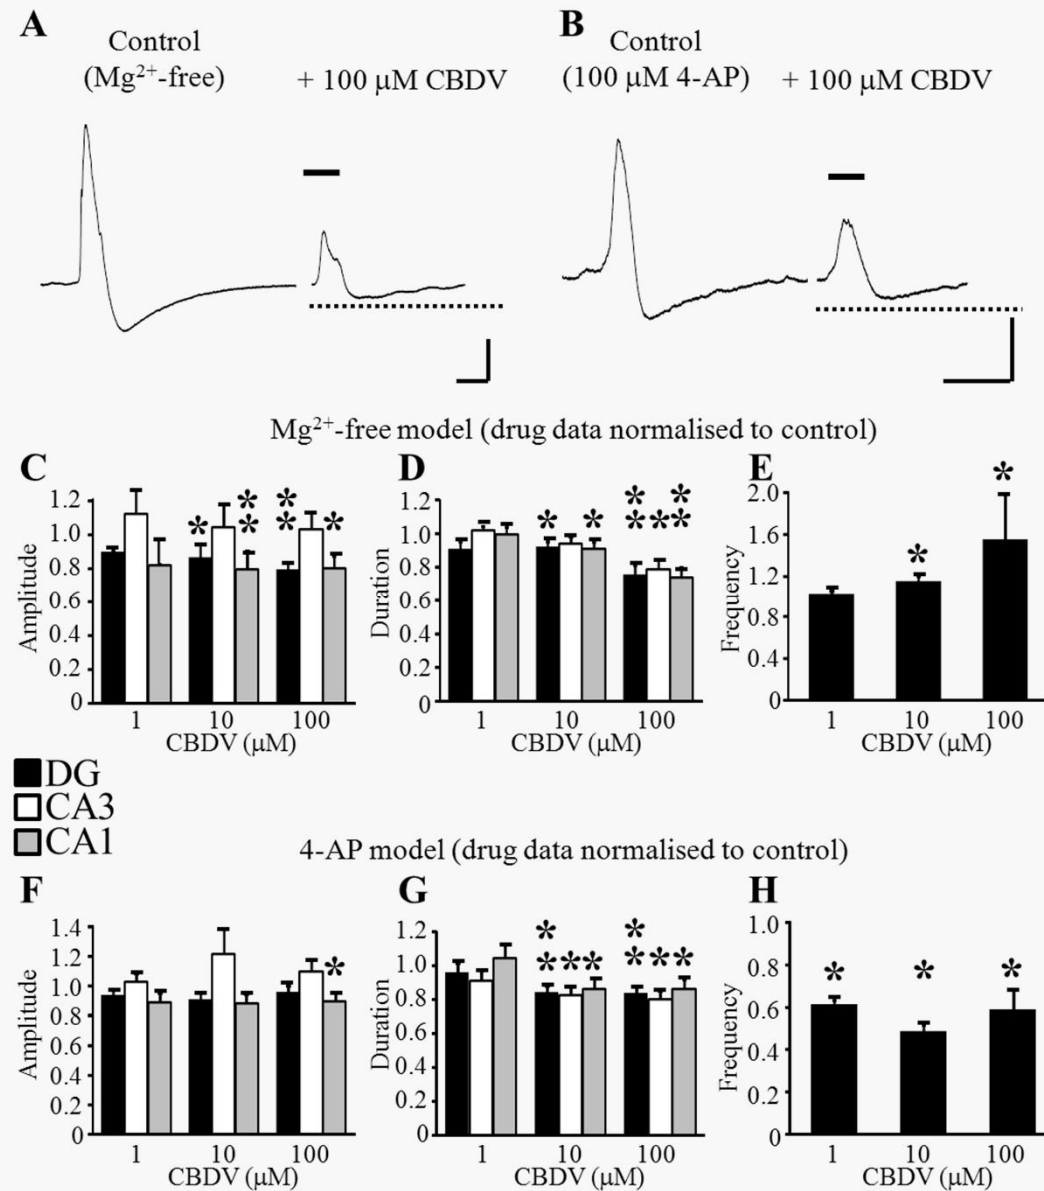 A
Control
(Mg²⁺-free)
+ 100 μM CBDV
B
Control
(100 μM 4-AP)
+ 100 μM CBDV
Mg²⁺-free model (drug data normalised to control)
C
Amplitude
1.2
1.0
0.8
0.6
0.4
0.2
0
* ** ** *
1 10 100
CBDV (μM)
D
Duration
1.2
1.0
0.8
0.6
0.4
0.2
0
* * ** * **
1 10 100
CBDV (μM)
E
Frequency
2.0
1.6
1.2
0.8
0.4
0
* *
1 10 100
CBDV (μM)
DG
CA3
CA1
4-AP model (drug data normalised to control)
F
Amplitude
1.4
1.2
1.0
0.8
0.6
0.4
0.2
0
*
1 10 100
CBDV (μM)
G
Duration
1.2
1.0
0.8
0.6
0.4
0.2
0
** * * ** * *
1 10 100
CBDV (μM)
H
Frequency
1.0
0.8
0.6
0.4
0.2
0
* * *
1 10 100
CBDV (μM)